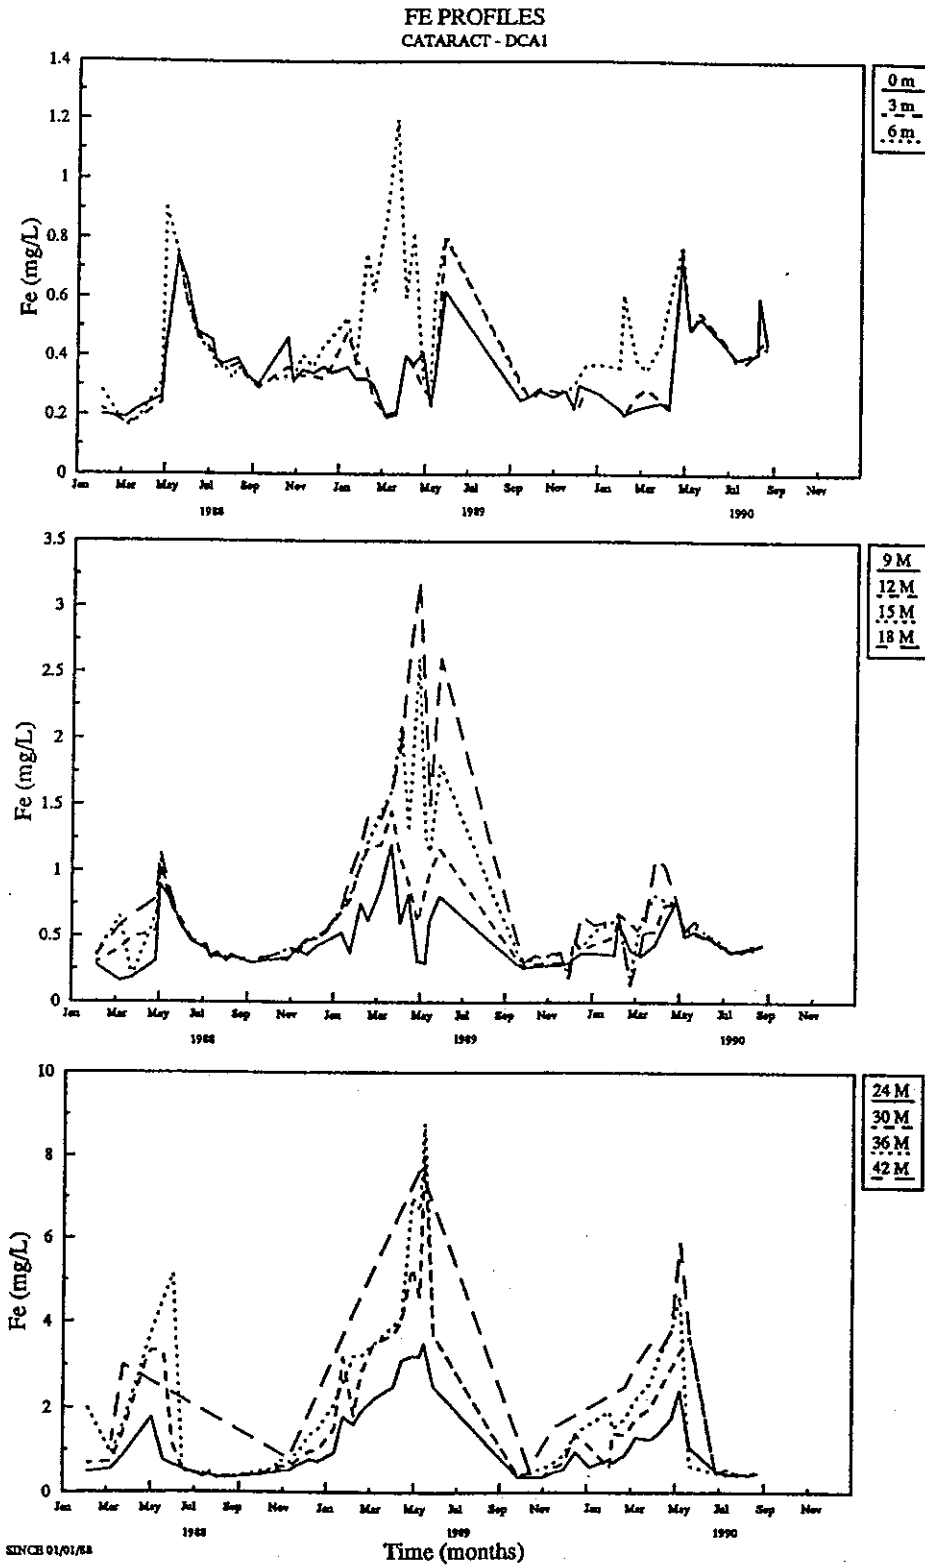 FE PROFILES
CATARACT - DCA1
1.4
1.2
1
0.8
0.6
0.4
0.2
0
Fe (mg/L)
0 m
3 m
6 m
Jan Mar May Jul Sep Nov Jan Mar May Jul Sep Nov Jan Mar May Jul Sep Nov
1988 1989 1990
3.5
3
2.5
2
1.5
1
0.5
0
Fe (mg/L)
9 M
12 M
15 M
18 M
Jan Mar May Jul Sep Nov Jan Mar May Jul Sep Nov Jan Mar May Jul Sep Nov
1988 1989 1990
10
8
6
4
2
0
Fe (mg/L)
24 M
30 M
36 M
42 M
Jan Mar May Jul Sep Nov Jan Mar May Jul Sep Nov Jan Mar May Jul Sep Nov
1988 1989 1990
SINCE 01/01/88
Time (months)